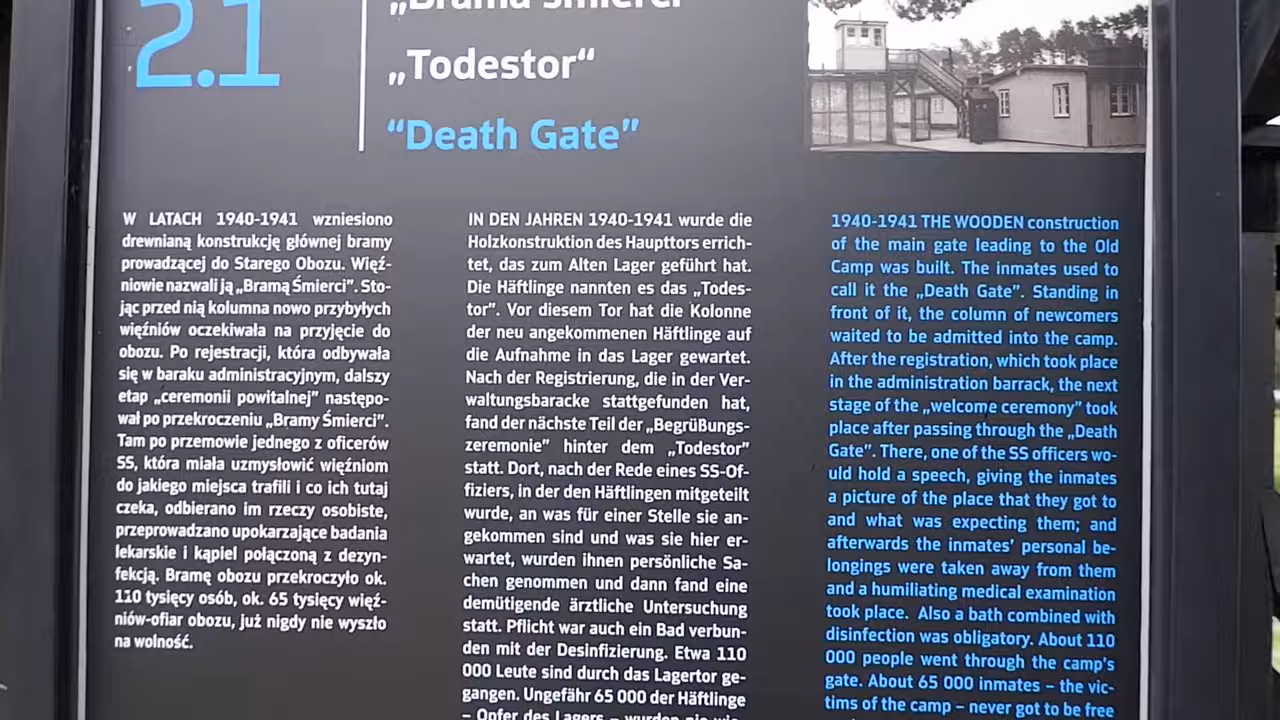 2.1
„Brama Śmierci”
„Todestor“
“Death Gate”
W LATACH 1940-1941 wzniesiono
drewnianą konstrukcję głównej bramy
prowadzącej do Starego Obozu. Więź-
niowie nazwali ją „Bramą Śmierci”. Sto-
jąc przed nią kolumna nowo przybyłych
więźniów oczekiwała na przyjęcie do
obozu. Po rejestracji, która odbywała
się w baraku administracyjnym, dalszy
etap „ceremonii powitalnej” następo-
wał po przekroczeniu „Bramy Śmierci”.
Tam po przemowie jednego z oficerów
SS, która miała uzmysłowić więźniom
do jakiego miejsca trafili i co ich tutaj
czeka, odbierano im rzeczy osobiste,
przeprowadzano upokarzające badania
lekarskie i kąpiel połączoną z dezyn-
fekcją. Bramę obozu przekroczyło ok.
110 tysięcy osób, ok. 65 tysięcy więź-
niów-ofiar obozu, już nigdy nie wyszło
na wolność.
IN DEN JAHREN 1940-1941 wurde die
Holzkonstruktion des Haupttors errich-
tet, das zum Alten Lager geführt hat.
Die Häftlinge nannten es das „Todes-
tor”. Vor diesem Tor hat die Kolonne
der neu angekommenen Häftlinge auf
die Aufnahme in das Lager gewartet.
Nach der Registrierung, die in der Ver-
waltungsbaracke stattgefunden hat,
fand der nächste Teil der „Begrüßungs-
zeremonie” hinter dem „Todestor”
statt. Dort, nach der Rede eines SS-Of-
fiziers, in der den Häftlingen mitgeteilt
wurde, an was für einer Stelle sie an-
gekommen sind und was sie hier er-
wartet, wurden ihnen persönliche Sa-
chen genommen und dann fand eine
demütigende ärztliche Untersuchung
statt. Pflicht war auch ein Bad verbun-
den mit der Desinfizierung. Etwa 110
000 Leute sind durch das Lagertor ge-
gangen. Ungefähr 65 000 der Häftlinge
– Opfer des Lagers – wurden nie wie-
1940-1941 THE WOODEN construction
of the main gate leading to the Old
Camp was built. The inmates used to
call it the „Death Gate”. Standing in
front of it, the column of newcomers
waited to be admitted into the camp.
After the registration, which took place
in the administration barrack, the next
stage of the „welcome ceremony” took
place after passing through the „Death
Gate”. There, one of the SS officers wo-
uld hold a speech, giving the inmates
a picture of the place that they got to
and what was expecting them; and
afterwards the inmates’ personal be-
longings were taken away from them
and a humiliating medical examination
took place. Also a bath combined with
disinfection was obligatory. About 110
000 people went through the camp’s
gate. About 65 000 inmates – the vic-
tims of the camp – never got to be free